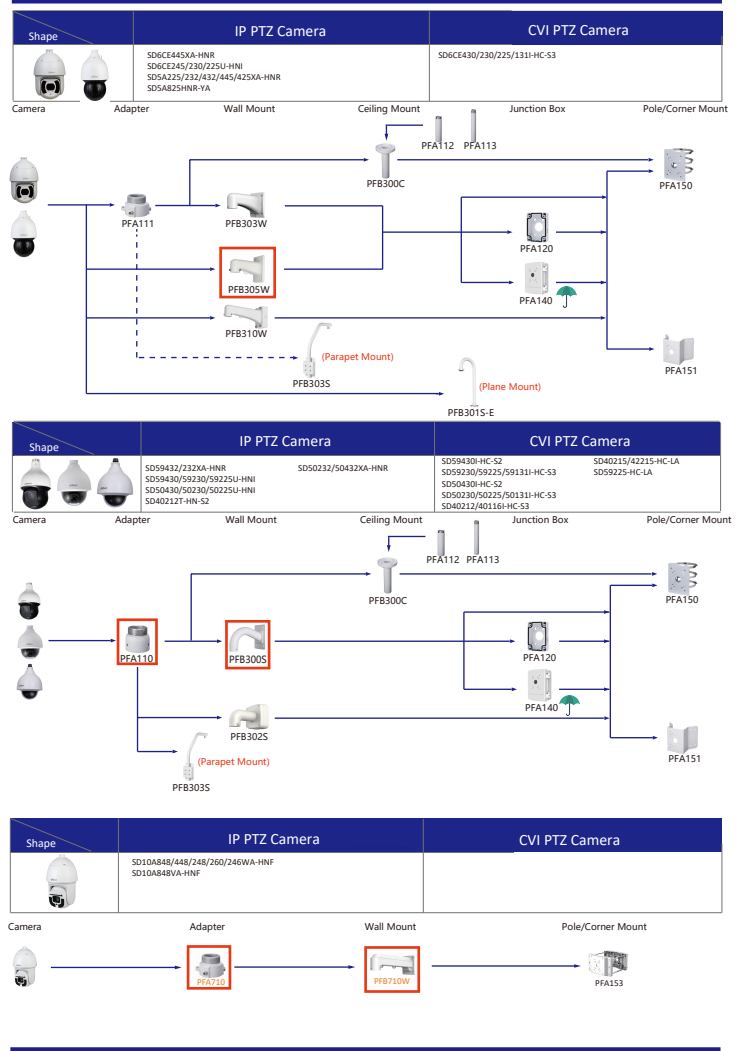 Shape
IP PTZ Camera
CVI PTZ Camera
SD6CE445XA-HNR
SD6CE245/230/225U-HNI
SD5A225/232/432/445/425XA-HNR
SD5A825HNR-YA
SD6CE430/230/225/131I-HC-S3
Camera
Adapter
Wall Mount
Ceiling Mount
Junction Box
Pole/Corner Mount
PFA112
PFA113
PFB300C
PFA150
PFA111
PFB303W
PFA120
PFB305W
PFA140
PFB310W
(Parapet Mount)
PFB303S
PFA151
(Plane Mount)
PFB301S-E
Shape
IP PTZ Camera
CVI PTZ Camera
SD59432/232XA-HNR
SD59430/59230/59225U-HNI
SD50430/50230/50225U-HNI
SD40212T-HN-S2
SD50232/50432XA-HNR
SD59430I-HC-S2
SD59230/59225/59131I-HC-S3
SD50430I-HC-S2
SD50230/50225/50131I-HC-S3
SD40212/40116I-HC-S3
SD40215/42215-HC-LA
SD59225-HC-LA
Camera
Adapter
Wall Mount
Ceiling Mount
Junction Box
Pole/Corner Mount
PFA112
PFA113
PFB300C
PFA150
PFA110
PFB300S
PFA120
PFA140
PFB302S
(Parapet Mount)
PFA151
PFB303S
Shape
IP PTZ Camera
CVI PTZ Camera
SD10A848/448/248/260/246WA-HNF
SD10A848VA-HNF
Camera
Adapter
Wall Mount
Pole/Corner Mount
PFA710
PFB710W
PFA153